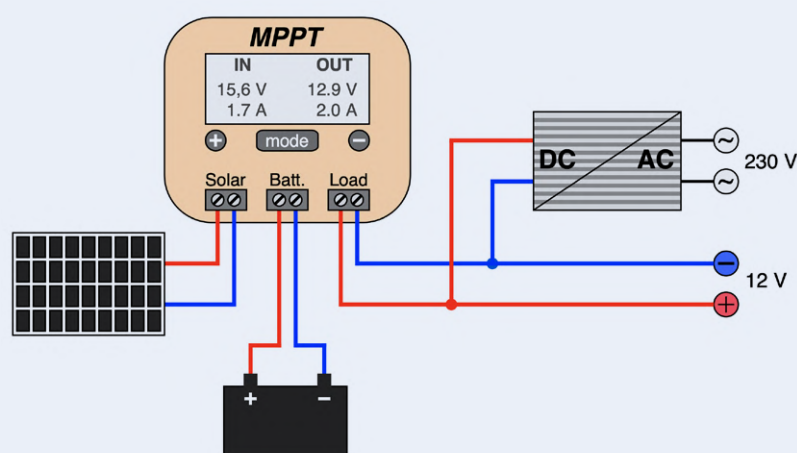 MPPT
IN OUT
15,6 V 12.9 V
1.7 A 2.0 A
+ mode −
Solar Batt. Load
DC AC
~
230 V
~
−
12 V
+
+ −